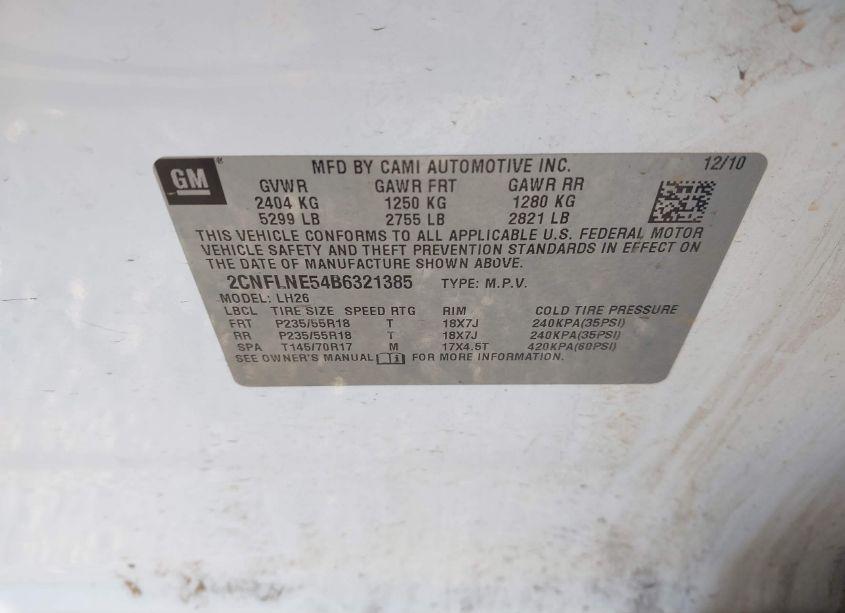 GM ® MFD BY CAMI AUTOMOTIVE INC. 12/10
GVWR GAWR FRT GAWR RR
2404 KG 1250 KG 1280 KG
5299 LB 2755 LB 2821 LB
THIS VEHICLE CONFORMS TO ALL APPLICABLE U.S. FEDERAL MOTOR
VEHICLE SAFETY AND THEFT PREVENTION STANDARDS IN EFFECT ON
THE DATE OF MANUFACTURE SHOWN ABOVE.
2CNFLNE54B6321385 TYPE: M.P.V.
MODEL: LH26
LBCL TIRE SIZE SPEED RTG RIM COLD TIRE PRESSURE
FRT P235/55R18 T 18X7J 240KPA(35PSI)
RR P235/55R18 T 18X7J 240KPA(35PSI)
SPA T145/70R17 M 17X4.5T 420KPA(60PSI)
SEE OWNER'S MANUAL FOR MORE INFORMATION.